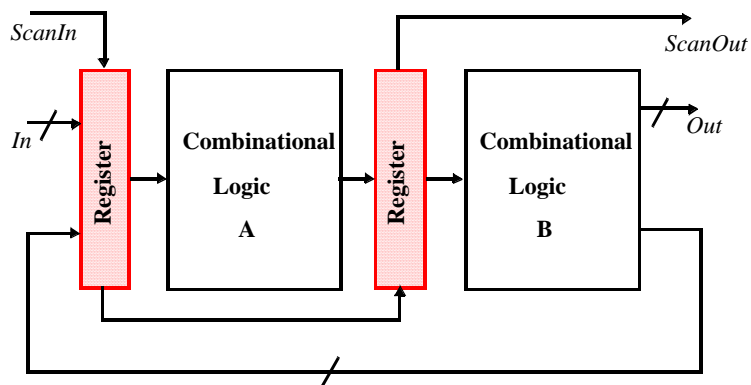 ScanIn
ScanOut
In
Register
Combinational
Logic
A
Register
Combinational
Logic
B
Out